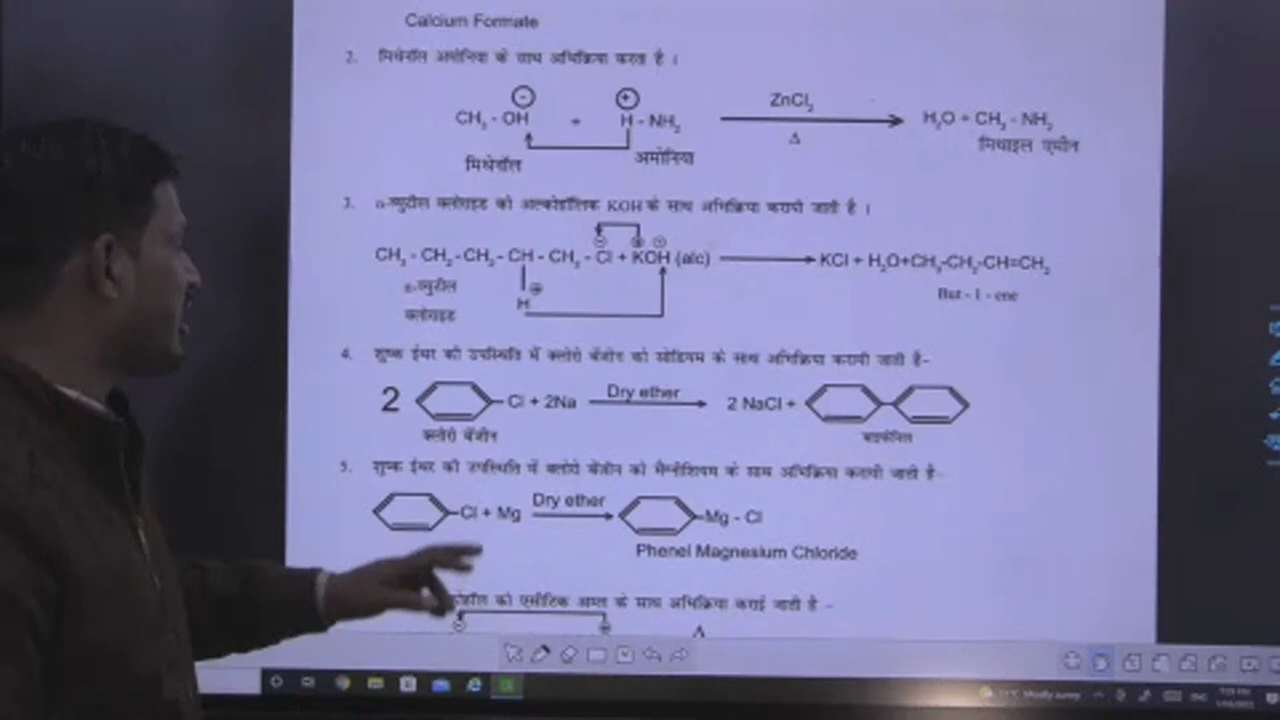 Calcium Formate
2. मिथेनॉल अमोनिया के साथ अभिक्रिया करता है ।
CH₃ - OH + H - NH₂ ZnCl₂ Δ H₂O + CH₃ - NH₂
मिथेनॉल अमोनिया मिथाइल एमीन
3. n-ब्युटील क्लोराइड को अल्कोहॉलिक KOH के साथ अभिक्रिया करायी जाती है ।
CH₃ - CH₂ - CH₂ - CH - CH₂ - Cl + KOH (alc) KCl + H₂O+CH₃-CH₂-CH=CH₂
n-ब्युटील H But - 1 - ene
क्लोराइड
4. शुष्क ईथर की उपस्थिति में क्लोरो बेंजीन को सोडियम के साथ अभिक्रिया करायी जाती है-
2 Cl + 2Na Dry ether 2 NaCl +
क्लोरो बेंजीन बाइफेनिल
5. शुष्क ईथर की उपस्थिति में क्लोरो बेंजीन को मैग्नीशियम के साथ अभिक्रिया करायी जाती है-
Cl + Mg Dry ether Mg - Cl
Phenel Magnesium Chloride
को एसीटिक अम्ल के साथ अभिक्रिया कराई जाती है -
Δ